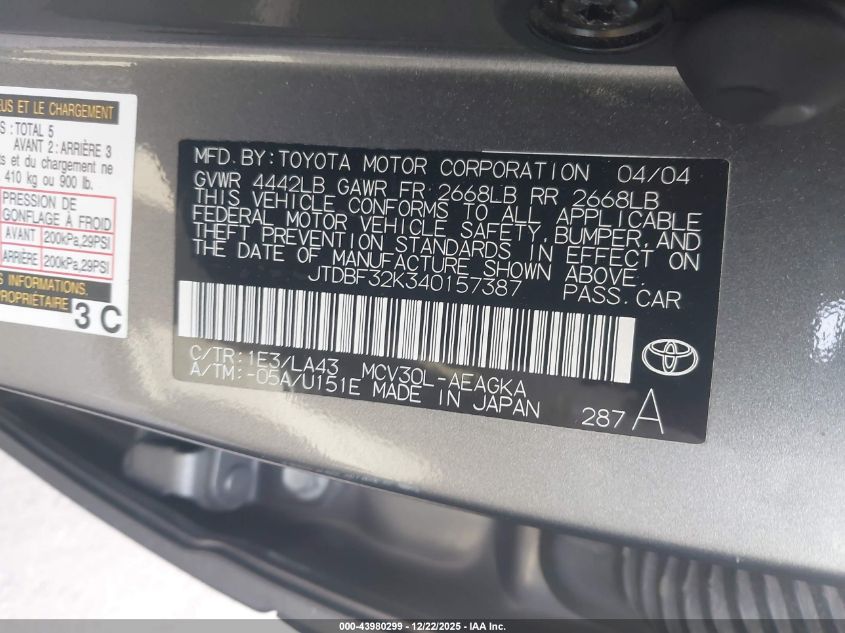 EUS ET LE CHARGEMENT
S : TOTAL 5
AVANT 2: ARRIÈRE 3
ts et du chargement ne
410 kg ou 900 lb.
PRESSION DE
GONFLAGE À FROID
AVANT 200kPa,29PSI
ARRIÈRE 200kPa,29PSI
S INFORMATIONS.
PROPRIÉTAIRE
3 C
MFD. BY: TOYOTA MOTOR CORPORATION 04/04
GVWR 4442LB GAWR FR 2668LB RR 2668LB
THIS VEHICLE CONFORMS TO ALL APPLICABLE
FEDERAL MOTOR VEHICLE SAFETY, BUMPER, AND
THEFT PREVENTION STANDARDS IN EFFECT ON
THE DATE OF MANUFACTURE SHOWN ABOVE.
JTDBF32K340157387 PASS. CAR
C/TR: 1E3/LA43 MCV30L-AEAGKA
A/TM: -05A/U151E MADE IN JAPAN
287 A
000-43980299 • 12/22/2025 - IAA Inc.